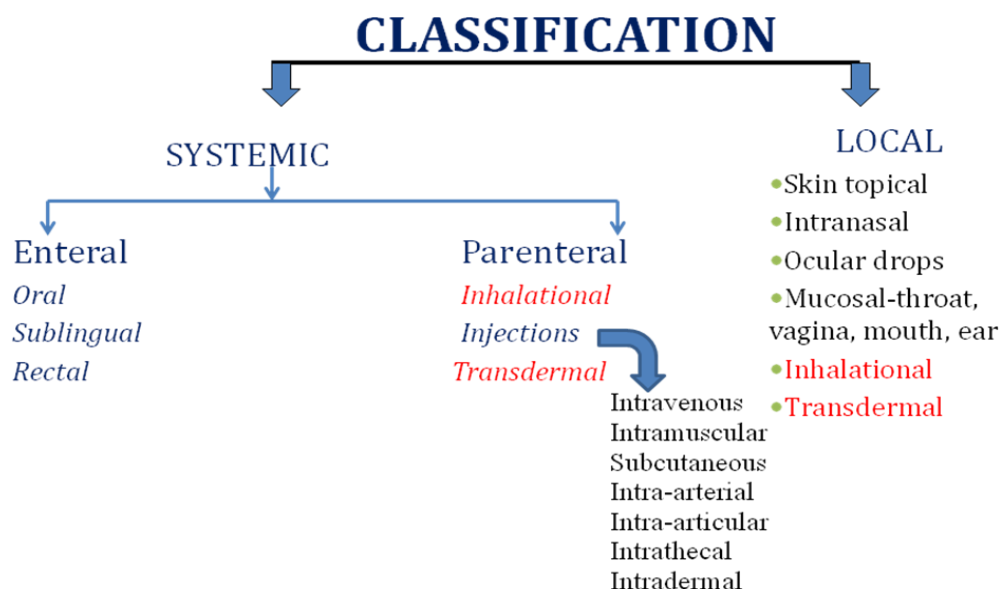 CLASSIFICATION
SYSTEMIC
Enteral
Oral
Sublingual
Rectal
Parenteral
Inhalational
Injections
Transdermal
Intravenous
Intramuscular
Subcutaneous
Intra-arterial
Intra-articular
Intrathecal
Intradermal
LOCAL
•Skin topical
•Intranasal
•Ocular drops
•Mucosal-throat,
vagina, mouth, ear
•Inhalational
•Transdermal